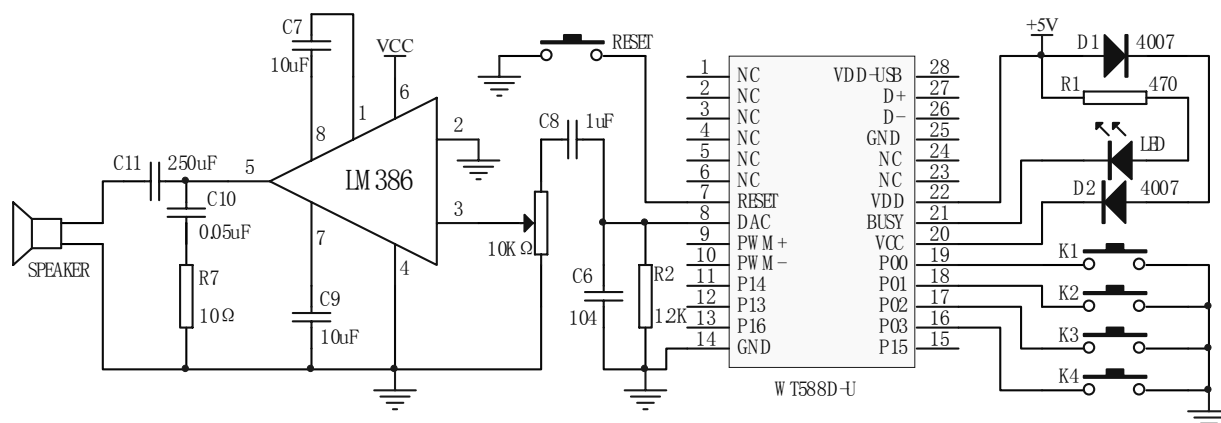 C7
10uF
VCC
RESET
+5V
D1 4007
R1 470
LED
D2 4007
C8 1uF
C11 250uF
C10
0.05uF
R7
10Ω
SPEAKER
LM386
1
2
3
4
5
6
7
8
C9
10uF
10KΩ
C6
104
R2
1.2K
1 NC VDD-USB 28
2 NC D+ 27
3 NC D- 26
4 NC GND 25
5 NC NC 24
6 NC NC 23
7 RESET VDD 22
8 DAC BUSY 21
9 PWM+ VCC 20
10 PWM- P00 19
11 P14 P01 18
12 P13 P02 17
13 P16 P03 16
14 GND P15 15
WT588D-U
K1
K2
K3
K4